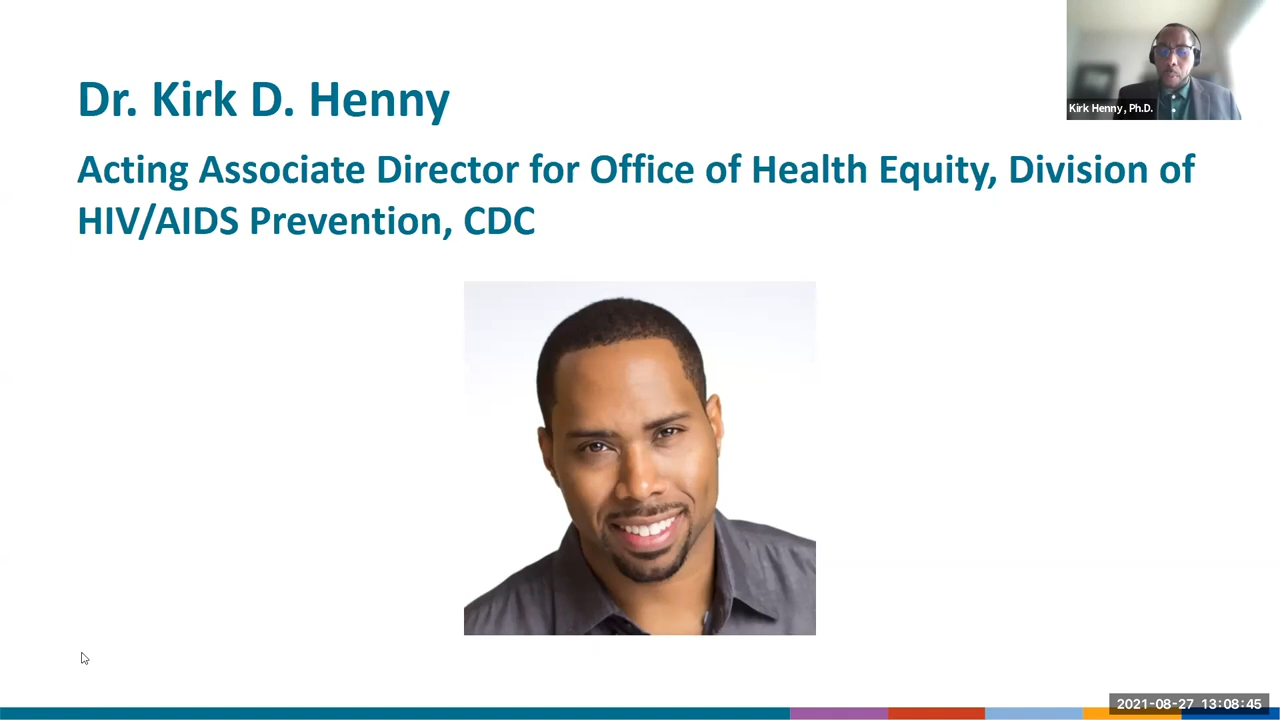 Dr. Kirk D. Henny
Kirk Henny, Ph.D.
Acting Associate Director for Office of Health Equity, Division of
HIV/AIDS Prevention, CDC
2021-08-27 13:08:45